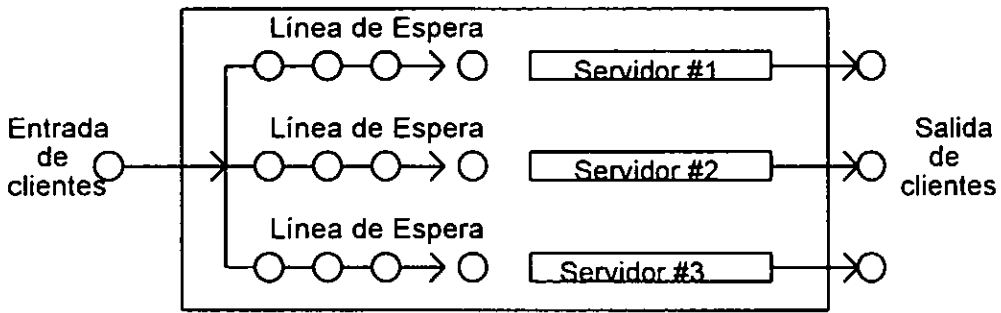 Línea de Espera
Servidor #1
Entrada
de
clientes
Línea de Espera
Servidor #2
Salida
de
clientes
Línea de Espera
Servidor #3